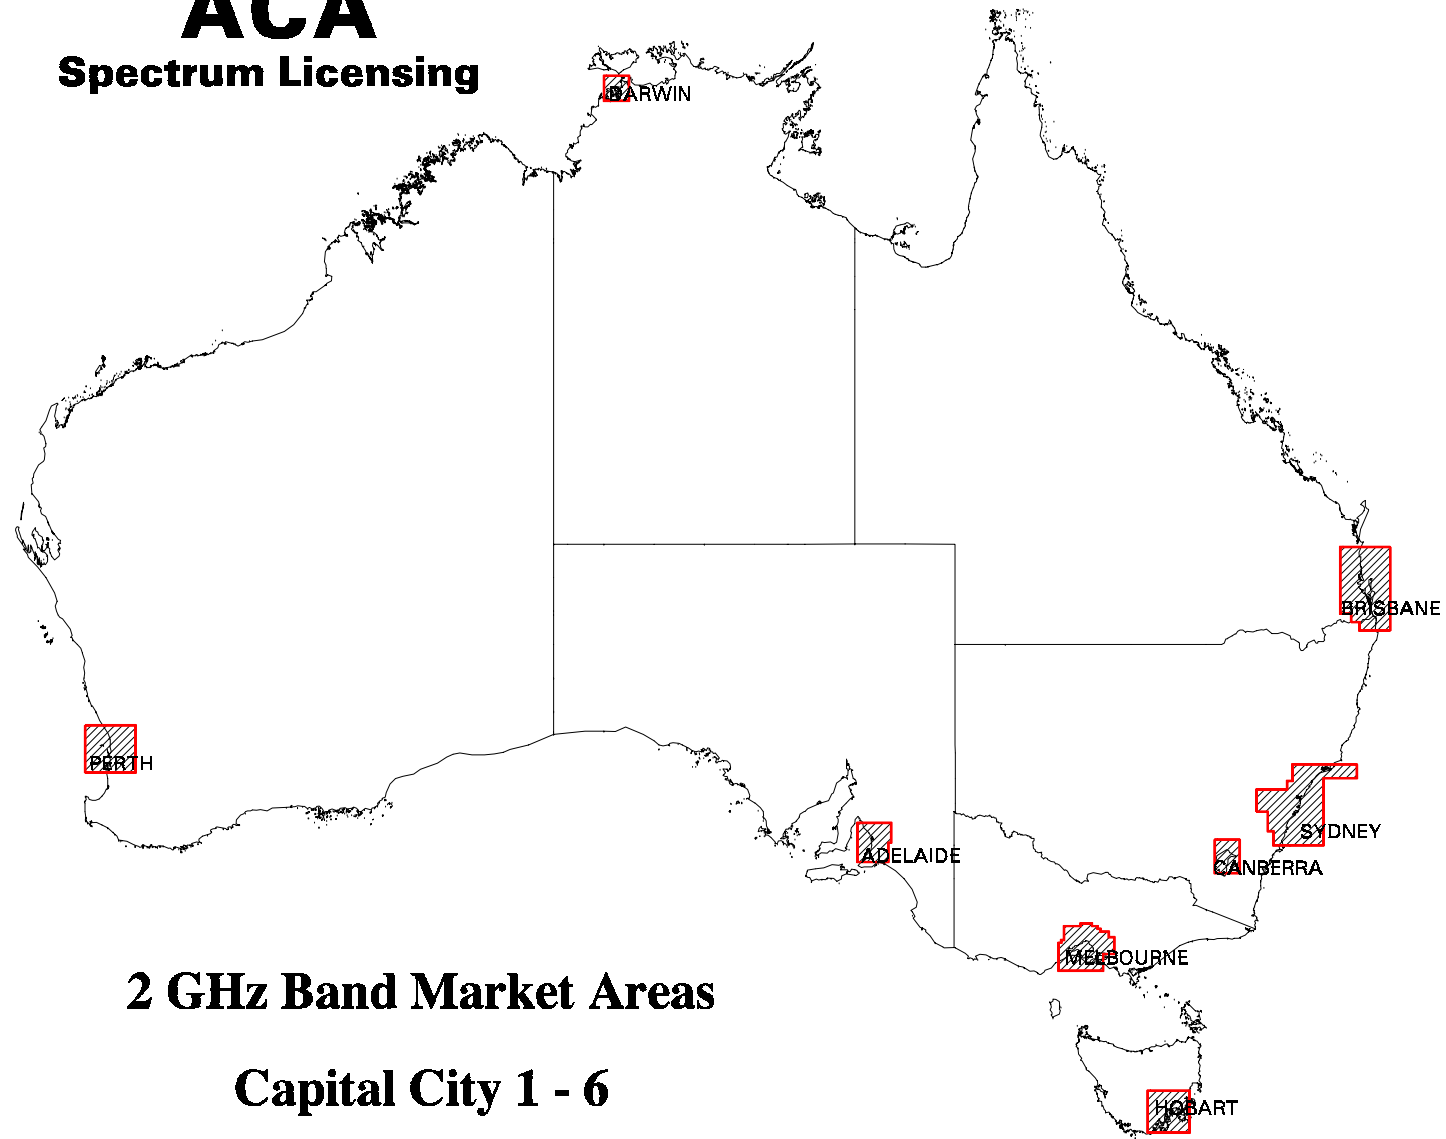 ACA
Spectrum Licensing
DARWIN
BRISBANE
PERTH
SYDNEY
ADELAIDE
CANBERRA
MELBOURNE
2 GHz Band Market Areas
Capital City 1 - 6
HOBART